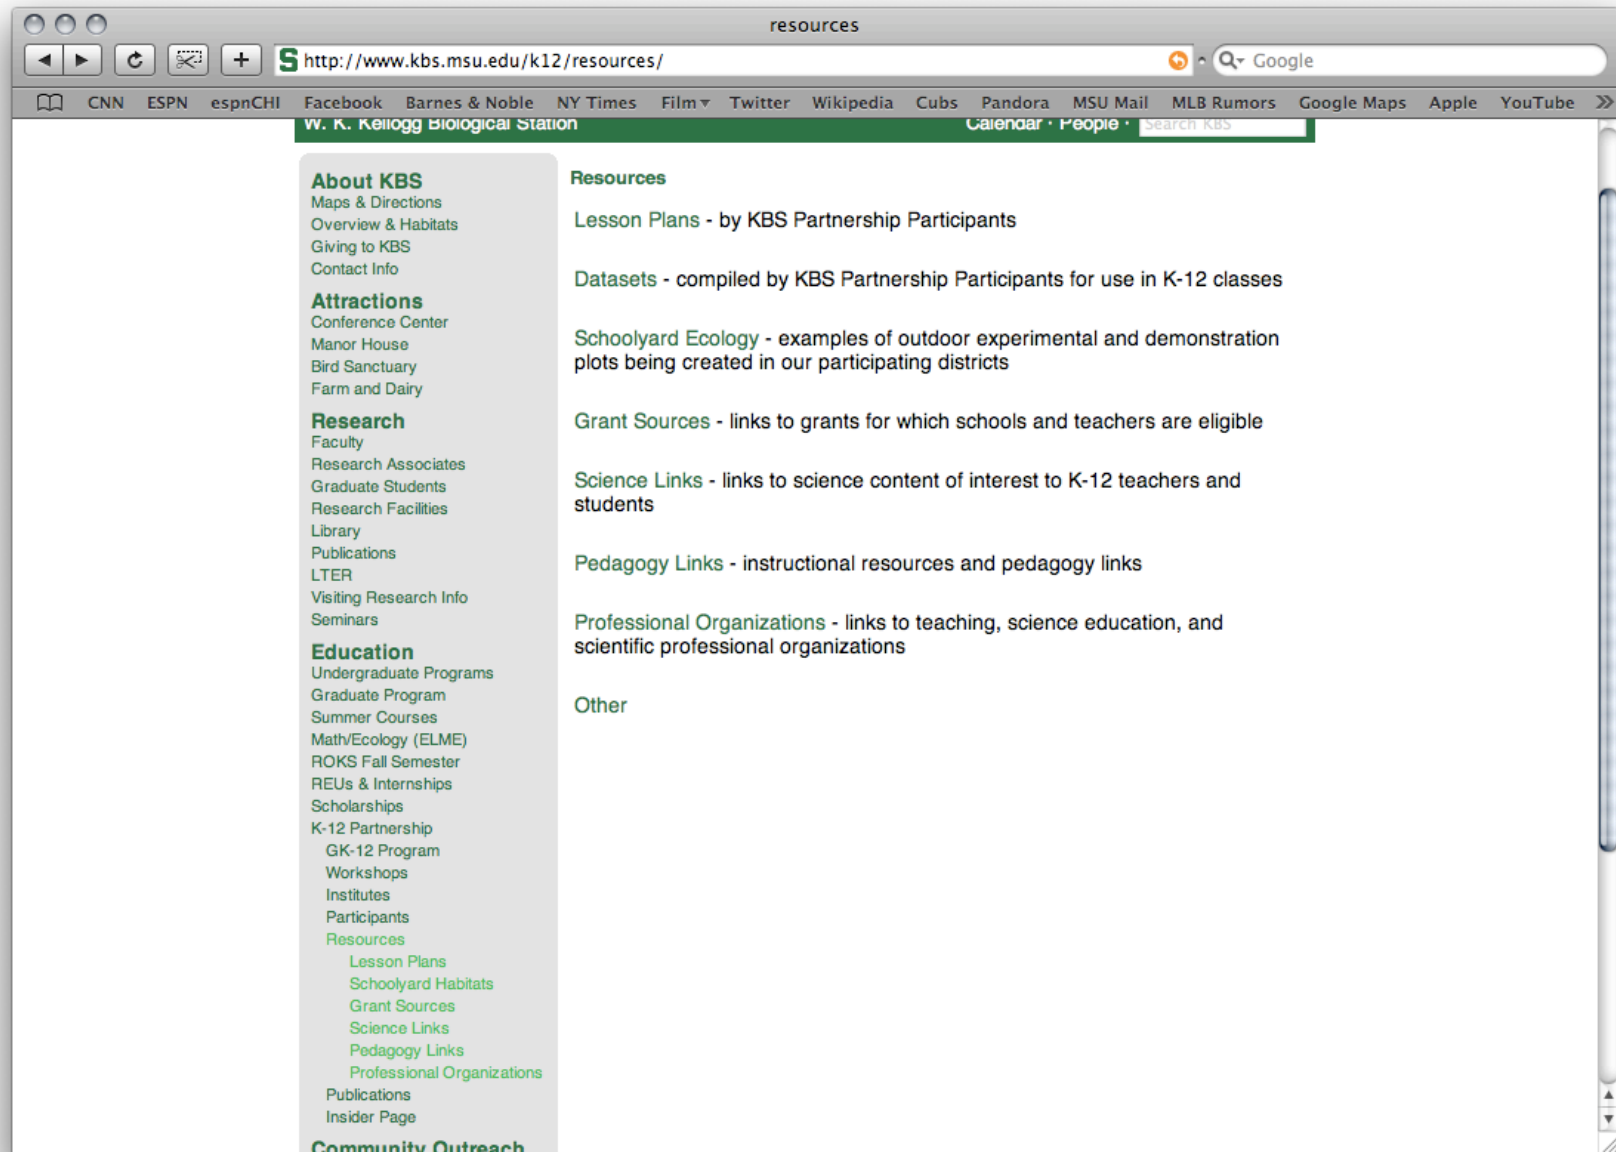 resources
http://www.kbs.msu.edu/k12/resources/
Google
CNN ESPN espnCHI Facebook Barnes & Noble NY Times Film Twitter Wikipedia Cubs Pandora MSU Mail MLB Rumors Google Maps Apple YouTube
W. K. Kellogg Biological Station
Calendar · People · Search KBS
About KBS
Maps & Directions
Overview & Habitats
Giving to KBS
Contact Info
Attractions
Conference Center
Manor House
Bird Sanctuary
Farm and Dairy
Research
Faculty
Research Associates
Graduate Students
Research Facilities
Library
Publications
LTER
Visiting Research Info
Seminars
Education
Undergraduate Programs
Graduate Program
Summer Courses
Math/Ecology (ELME)
ROKS Fall Semester
REUs & Internships
Scholarships
K-12 Partnership
GK-12 Program
Workshops
Institutes
Participants
Resources
Lesson Plans
Schoolyard Habitats
Grant Sources
Science Links
Pedagogy Links
Professional Organizations
Publications
Insider Page
Community Outreach
Resources
Lesson Plans - by KBS Partnership Participants
Datasets - compiled by KBS Partnership Participants for use in K-12 classes
Schoolyard Ecology - examples of outdoor experimental and demonstration
plots being created in our participating districts
Grant Sources - links to grants for which schools and teachers are eligible
Science Links - links to science content of interest to K-12 teachers and
students
Pedagogy Links - instructional resources and pedagogy links
Professional Organizations - links to teaching, science education, and
scientific professional organizations
Other